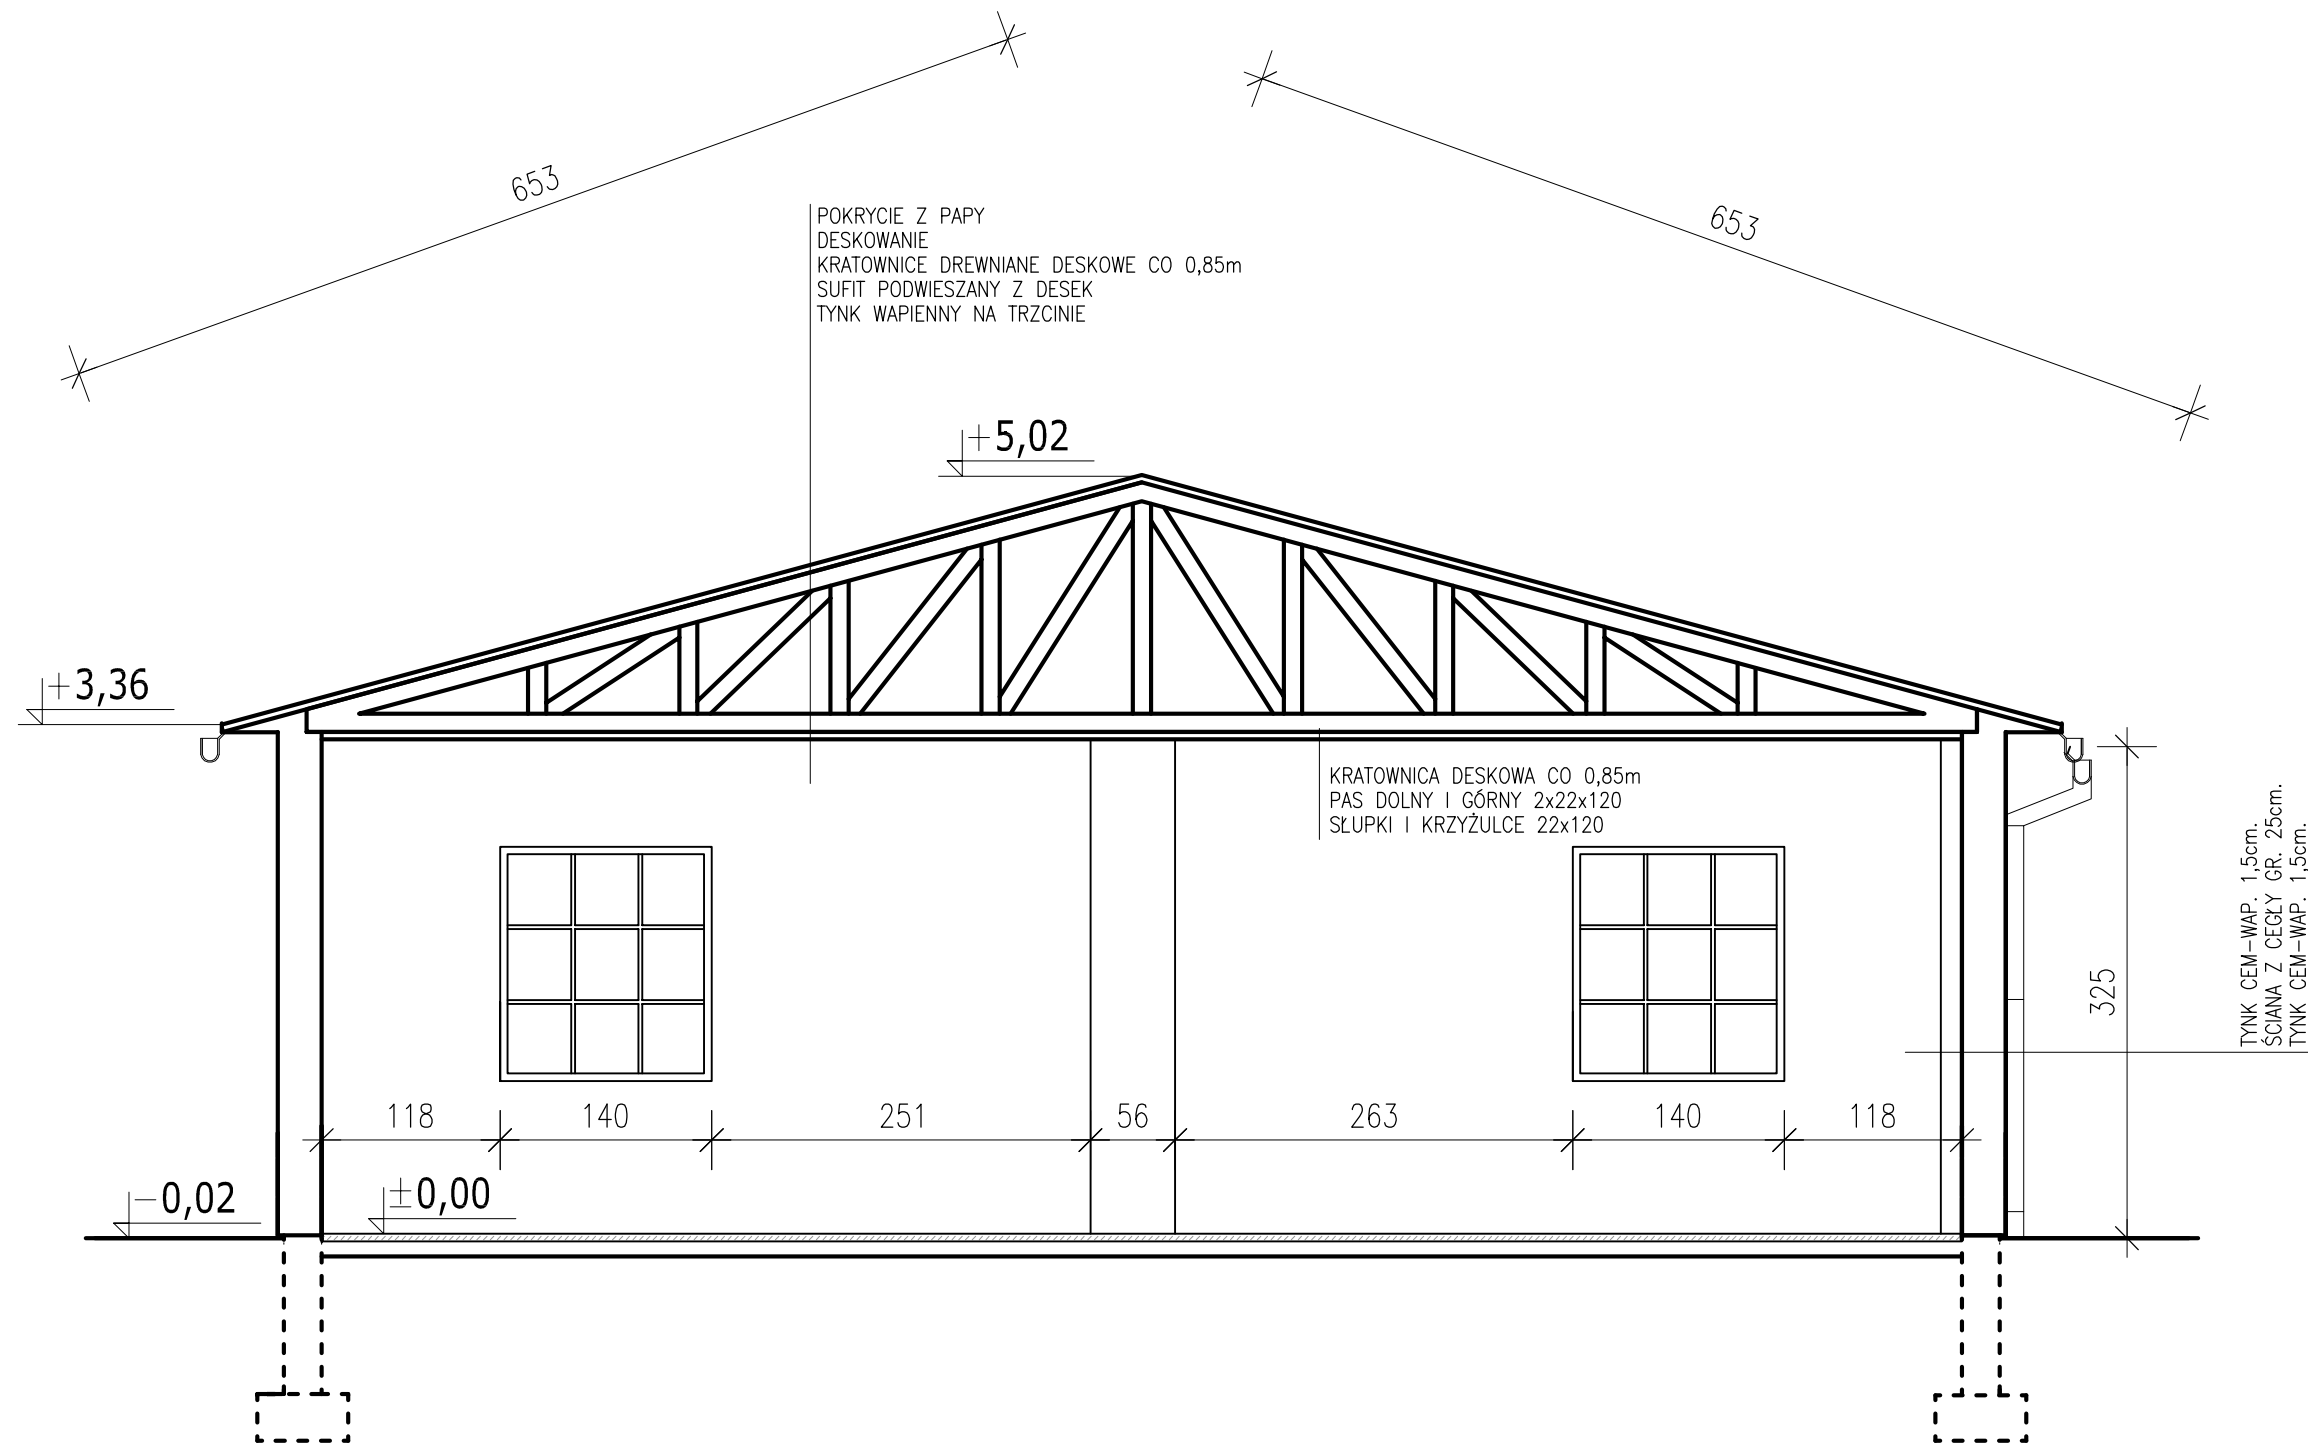 653
653
POKRYCIE Z PAPY
DESKOWANIE
KRATOWNICE DREWNIANE DESKOWE CO 0,85m
SUFIT PODWIESZANY Z DESEK
TYNK WAPIENNY NA TRZCINIE
+5,02
+3,36
KRATOWNICA DESKOWA CO 0,85m
PAS DOLNY I GÓRNY 2x22x120
SŁUPKI I KRZYŻULCE 22x120
TYNK CEM-WAP. 1,5cm.
ŚCIANA Z CEGŁY GR. 25cm.
TYNK CEM-WAP. 1,5cm.
325
118 140 251 56 263 140 118
-0,02
±0,00